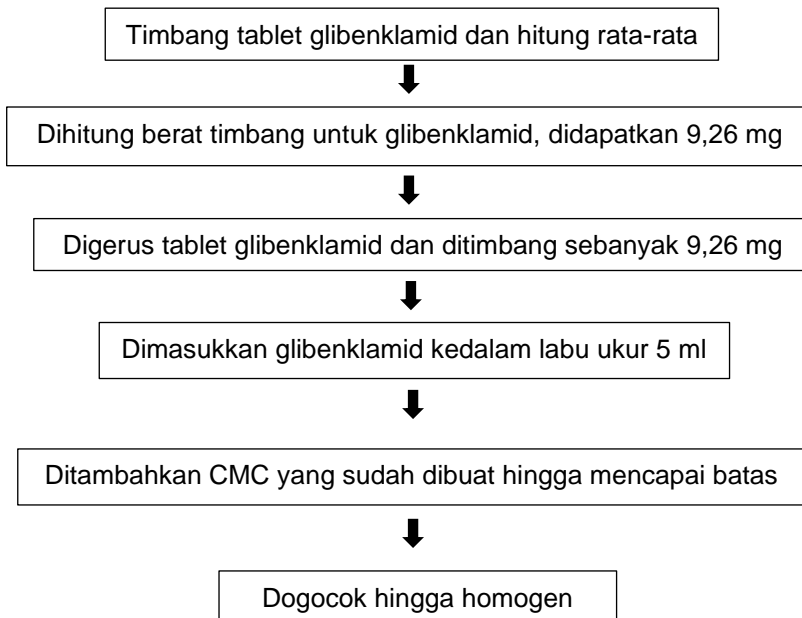 Timbang tablet glibenklamid dan hitung rata-rata
Dihitung berat timbang untuk glibenklamid, didapatkan 9,26 mg
Digerus tablet glibenklamid dan ditimbang sebanyak 9,26 mg
Dimasukkan glibenklamid kedalam labu ukur 5 ml
Ditambahkan CMC yang sudah dibuat hingga mencapai batas
Dogocok hingga homogen